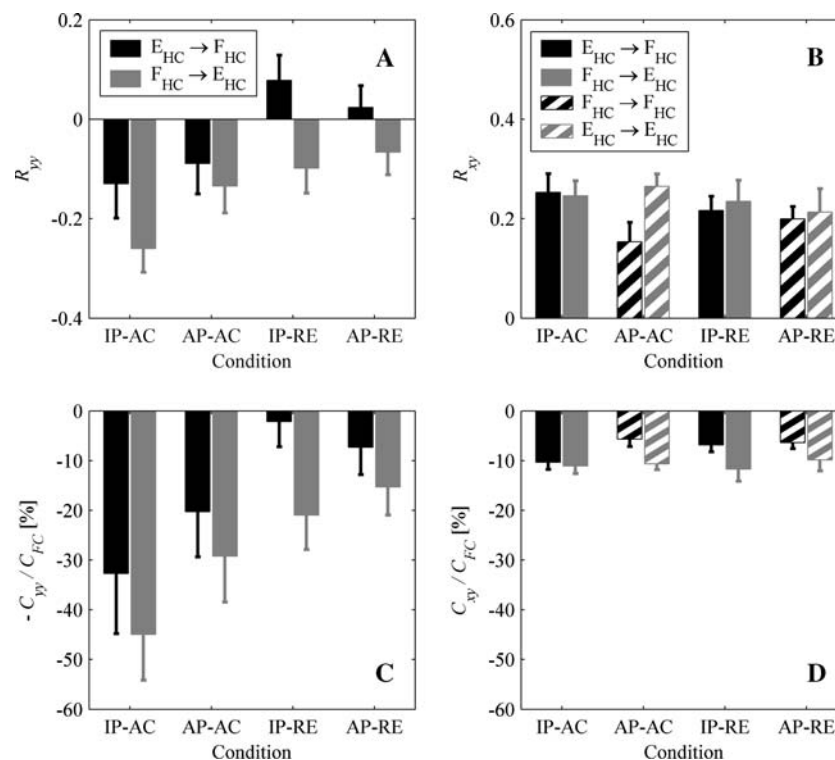 0.2
0
-0.2
-0.4
R_yy
E_HC → F_HC
F_HC → E_HC
A
IP-AC AP-AC IP-RE AP-RE
Condition
0.6
0.4
0.2
0
R_xy
E_HC → F_HC
F_HC → E_HC
F_HC → F_HC
E_HC → E_HC
B
IP-AC AP-AC IP-RE AP-RE
Condition
0
-10
-20
-30
-40
-50
-60
- C_yy / C_FC [%]
C
IP-AC AP-AC IP-RE AP-RE
Condition
0
-10
-20
-30
-40
-50
-60
C_xy / C_FC [%]
D
IP-AC AP-AC IP-RE AP-RE
Condition